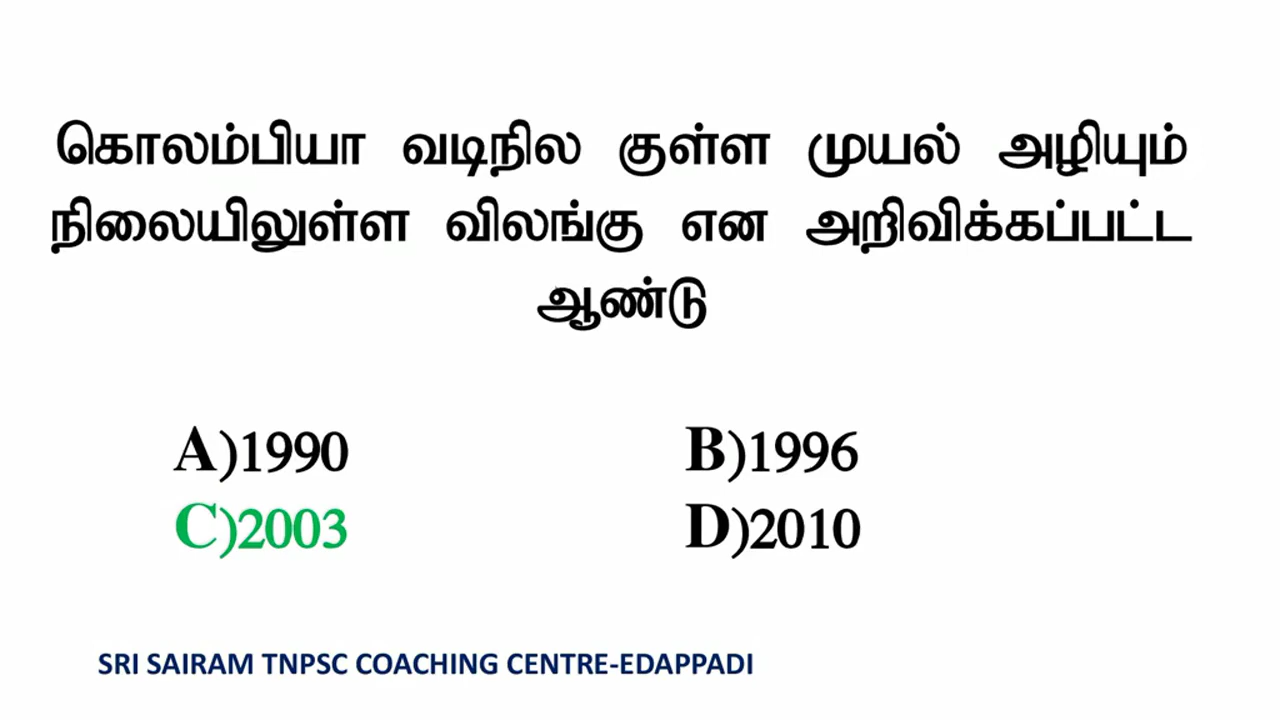 கொலம்பியா வடிநில குள்ள முயல் அழியும்
நிலையிலுள்ள விலங்கு என அறிவிக்கப்பட்ட
ஆண்டு
A)1990 B)1996
C)2003 D)2010
SRI SAIRAM TNPSC COACHING CENTRE-EDAPPADI